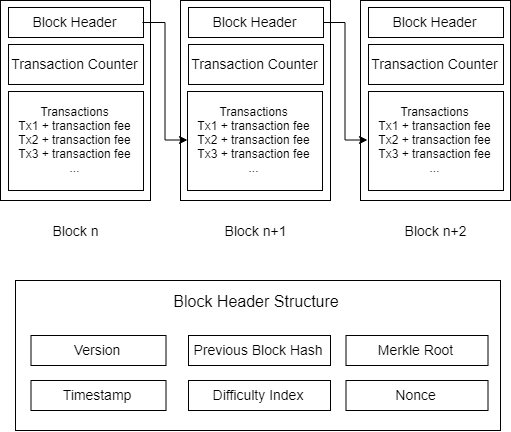 Block Header
Transaction Counter
Transactions
Tx1 + transaction fee
Tx2 + transaction fee
Tx3 + transaction fee
...
Block n
Block Header
Transaction Counter
Transactions
Tx1 + transaction fee
Tx2 + transaction fee
Tx3 + transaction fee
...
Block n+1
Block Header
Transaction Counter
Transactions
Tx1 + transaction fee
Tx2 + transaction fee
Tx3 + transaction fee
...
Block n+2
Block Header Structure
Version
Previous Block Hash
Merkle Root
Timestamp
Difficulty Index
Nonce